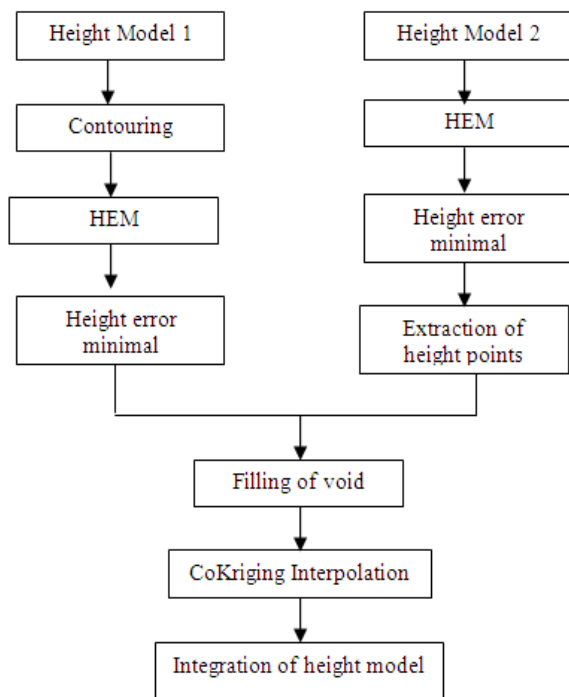 Height Model 1
Height Model 2
Contouring
HEM
HEM
Height error
minimal
Height error
minimal
Extraction of
height points
Filling of void
CoKriging Interpolation
Integration of height model